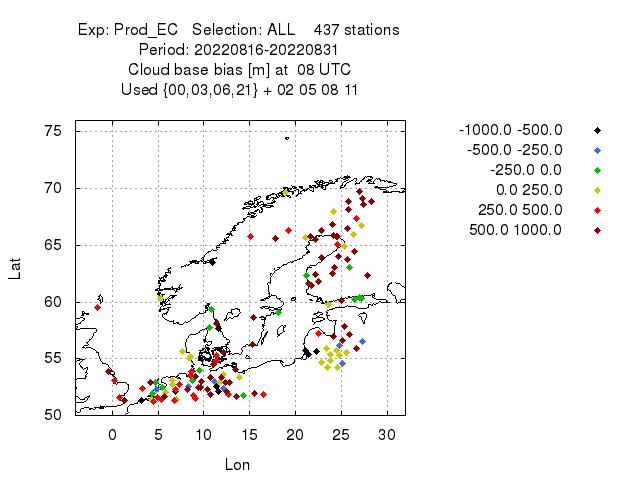 Exp: Prod_EC   Selection: ALL    437 stations
Period: 20220816-20220831
Cloud base bias [m] at  08 UTC
Used {00,03,06,21} + 02 05 08 11
-1000.0 -500.0
-500.0 -250.0
-250.0 0.0
0.0 250.0
250.0 500.0
500.0 1000.0
75
70
65
60
55
50
Lat
0 5 10 15 20 25 30
Lon